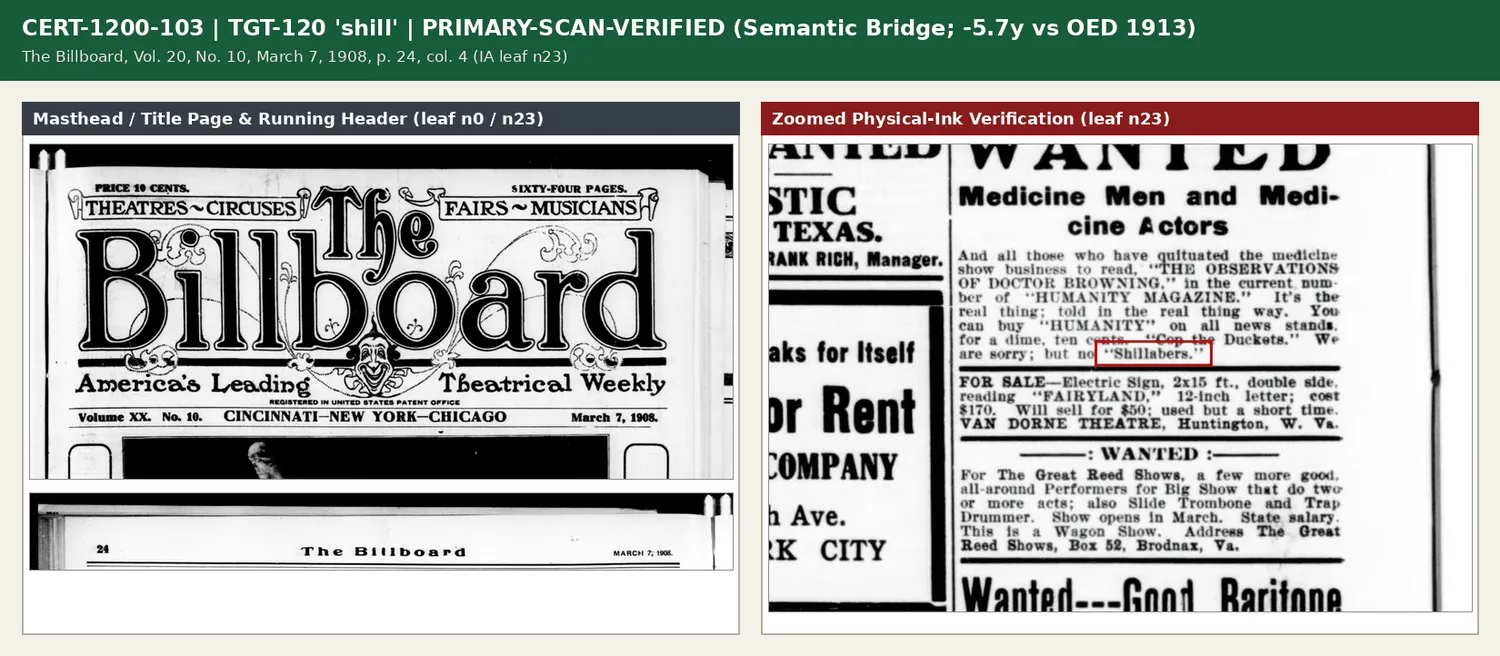 CERT-1200-103 | TGT-120 'shill' | PRIMARY-SCAN-VERIFIED (Semantic Bridge; -5.7y vs OED 1913)
The Billboard, Vol. 20, No. 10, March 7, 1908, p. 24, col. 4 (IA leaf n23)
Masthead / Title Page & Running Header (leaf n0 / n23)
PRICE 10 CENTS.
SIXTY-FOUR PAGES.
THEATRES~CIRCUSES
The
FAIRS~MUSICIANS
Billboard
America's Leading Theatrical Weekly
REGISTERED IN UNITED STATES PATENT OFFICE
Volume XX. No. 10. CINCINNATI–NEW YORK–CHICAGO March 7, 1908.
24 The Billboard MARCH 7, 1908.
Zoomed Physical-Ink Verification (leaf n23)
ANTED
STIC
TEXAS.
RANK RICH, Manager.
aks for Itself
or Rent
COMPANY
h Ave.
RK CITY
WANTED
Medicine Men and Medi-
cine Actors
And all those who have quituated the medicine
show business to read, "THE OBSERVATIONS
OF DOCTOR BROWNING," in the current num-
ber of "HUMANITY MAGAZINE." It's the
real thing; told in the real thing way. You
can buy "HUMANITY" on all news stands,
for a dime, ten cents. "Cop the Duckets." We
are sorry; but no "Shillabers."
FOR SALE—Electric Sign, 2x15 ft., double side,
reading "FAIRYLAND," 12-inch letter; cost
$170. Will sell for $50; used but a short time.
VAN DORNE THEATRE, Huntington, W. Va.
: WANTED :
For The Great Reed Shows, a few more good,
all-around Performers for Big Show that do two
or more acts; also Slide Trombone and Trap
Drummer. Show opens in March. State salary.
This is a Wagon Show. Address The Great
Reed Shows, Box 52, Brodnax, Va.
Wanted---Good Baritone